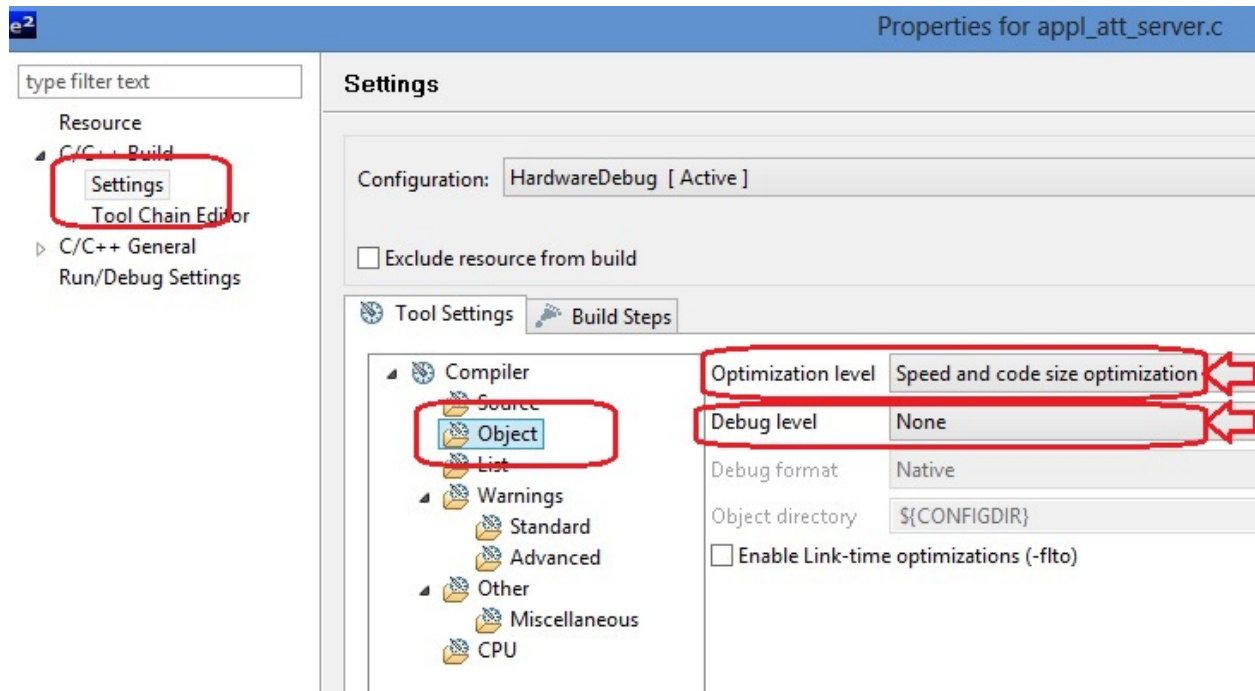 e²
Properties for appl_att_server.c
type filter text
Resource
C/C++ Build
Settings
Tool Chain Editor
C/C++ General
Run/Debug Settings
Settings
Configuration: HardwareDebug [ Active ]
Exclude resource from build
Tool Settings
Build Steps
Compiler
Source
Object
List
Warnings
Standard
Advanced
Other
Miscellaneous
CPU
Optimization level Speed and code size optimization
Debug level None
Debug format Native
Object directory ${CONFIGDIR}
Enable Link-time optimizations (-flto)